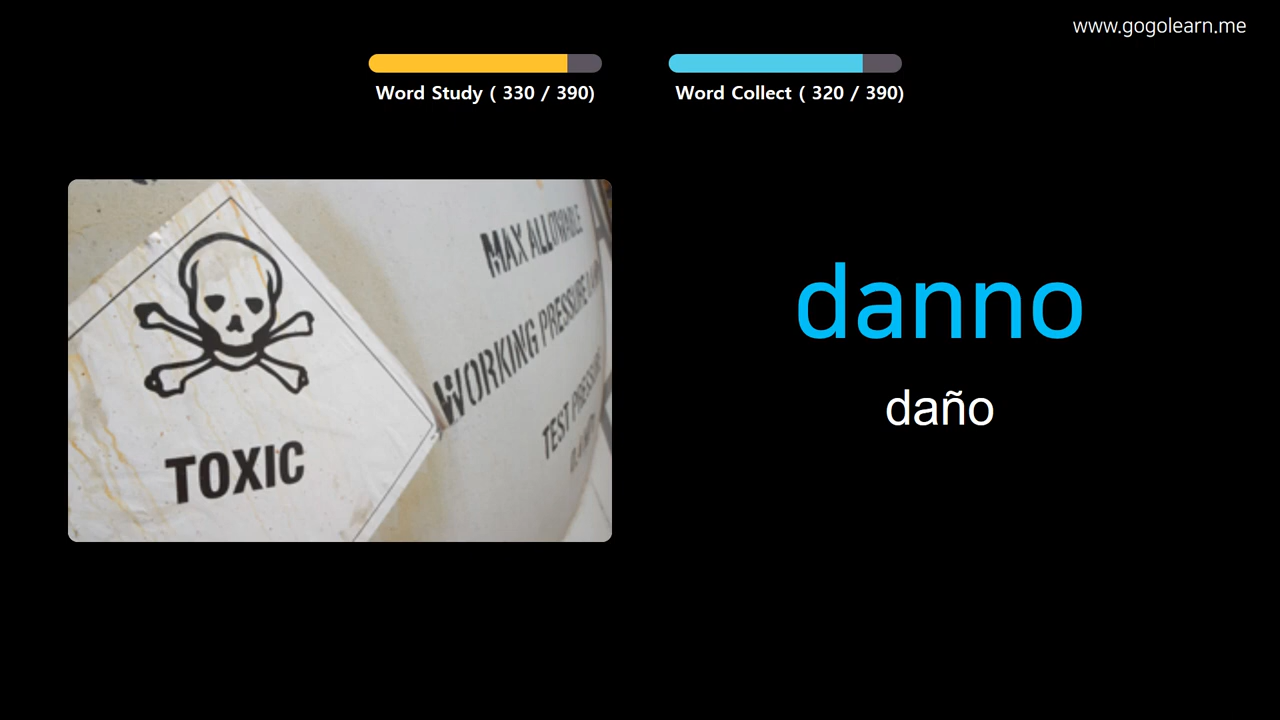 www.gogolearn.me
Word Study ( 330 / 390)
Word Collect ( 320 / 390)
MAX ALLOWABLE
WORKING PRESSURE
TOXIC
TEST PRESSURE
danno
daño